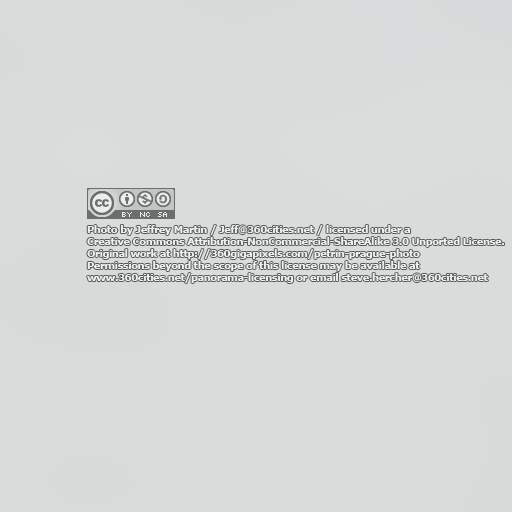 cc
BY NC SA
Photo by Jeffrey Martin / Jeff@360cities.net / licensed under a
Creative Commons Attribution-NonCommercial-ShareAlike 3.0 Unported License.
Original work at http://360gigapixels.com/petrin-prague-photo
Permissions beyond the scope of this license may be available at
www.360cities.net/panorama-licensing or email steve.hercher@360cities.net